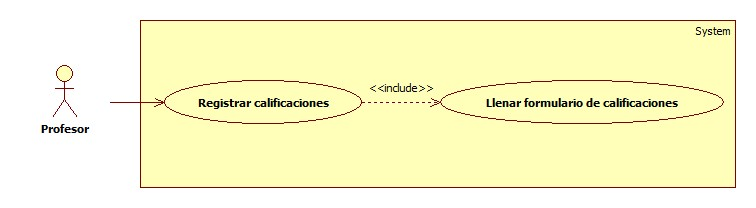 System
<<include>>
Registrar calificaciones
Llenar formulario de calificaciones
Profesor